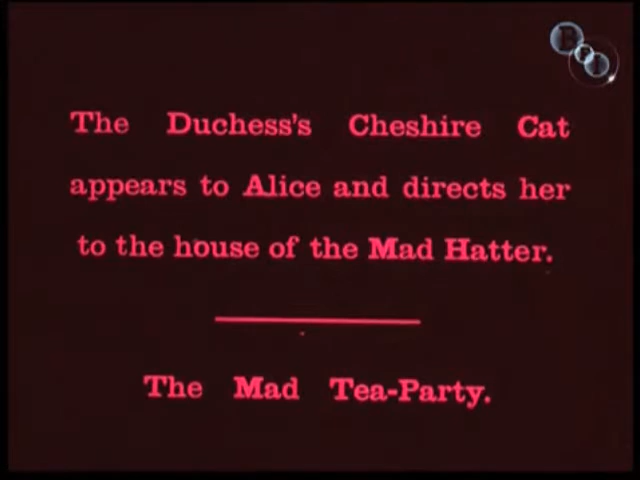 The Duchess's Cheshire Cat
appears to Alice and directs her
to the house of the Mad Hatter.
The Mad Tea-Party.
BFI